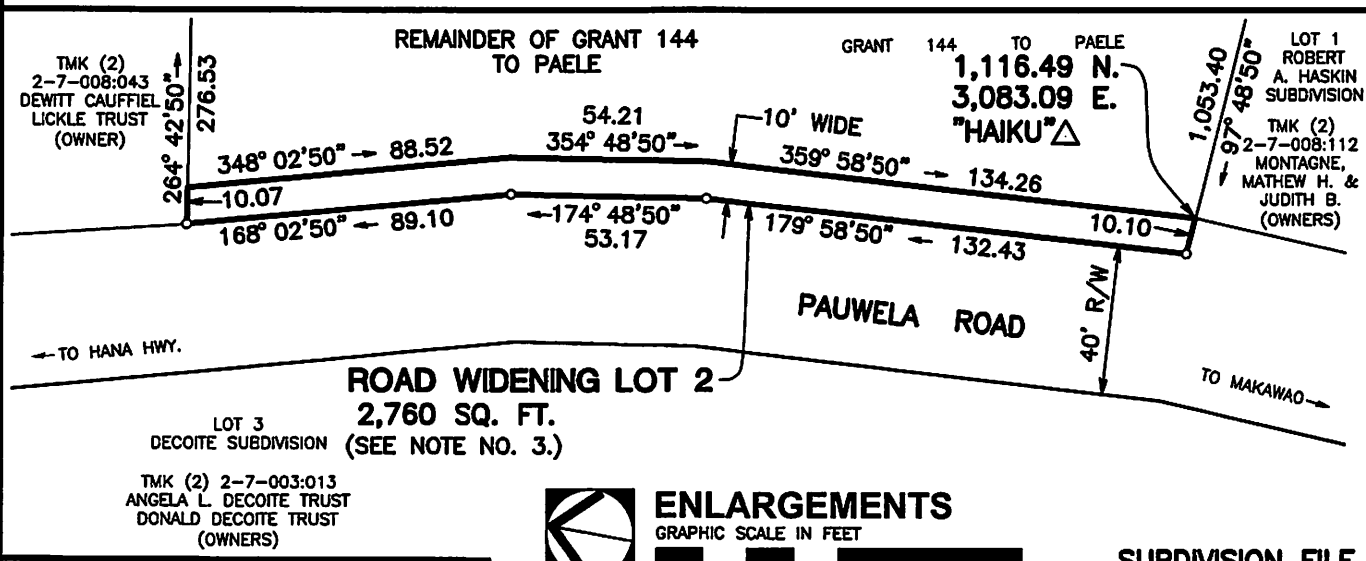 REMAINDER OF GRANT 144
TO PAELE
GRANT 144 TO PAELE
1,116.49 N.
3,083.09 E.
"HAIKU"△
LOT 1
ROBERT
A. HASKIN
SUBDIVISION
TMK (2)
2-7-008:112
MONTAGNE,
MATHEW H. &
JUDITH B.
(OWNERS)
TMK (2)
2-7-008:043
DEWITT CAUFFIEL
LICKLE TRUST
(OWNER)
264° 42'50" →
276.53
1,053.40
97° 48'50"
→
348° 02'50" → 88.52
54.21
354° 48'50" →
10' WIDE
359° 58'50" → 134.26
←10.07
168° 02'50" ← 89.10
←174° 48'50"
53.17
179° 58'50" ← 132.43
10.10
PAUWELA ROAD
40' R/W
←TO HANA HWY.
TO MAKAWAO→
ROAD WIDENING LOT 2
2,760 SQ. FT.
(SEE NOTE NO. 3.)
LOT 3
DECOITE SUBDIVISION
TMK (2) 2-7-003:013
ANGELA L. DECOITE TRUST
DONALD DECOITE TRUST
(OWNERS)
ENLARGEMENTS
GRAPHIC SCALE IN FEET
SUBDIVISION FILE